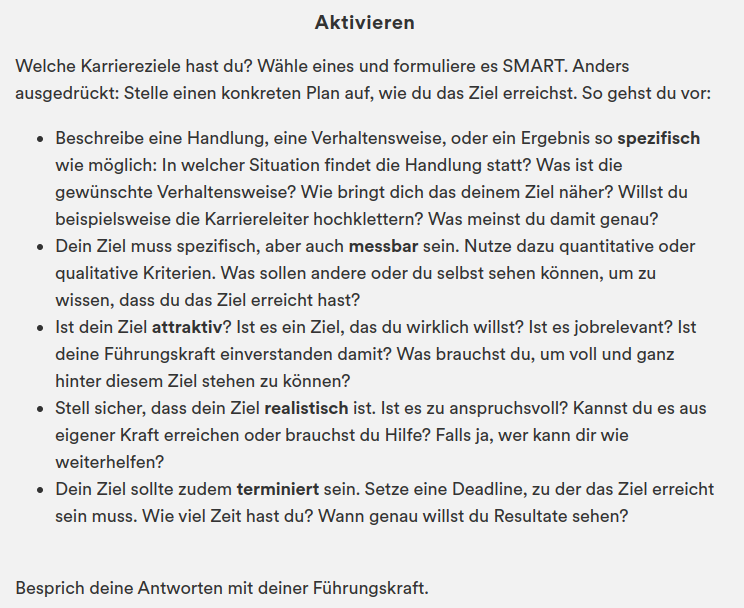 Aktivieren
Welche Karriereziele hast du? Wähle eines und formuliere es SMART. Anders
ausgedrückt: Stelle einen konkreten Plan auf, wie du das Ziel erreichst. So gehst du vor:
• Beschreibe eine Handlung, eine Verhaltensweise, oder ein Ergebnis so spezifisch
wie möglich: In welcher Situation findet die Handlung statt? Was ist die
gewünschte Verhaltensweise? Wie bringt dich das deinem Ziel näher? Willst du
beispielsweise die Karriereleiter hochklettern? Was meinst du damit genau?
• Dein Ziel muss spezifisch, aber auch messbar sein. Nutze dazu quantitative oder
qualitative Kriterien. Was sollen andere oder du selbst sehen können, um zu
wissen, dass du das Ziel erreicht hast?
• Ist dein Ziel attraktiv? Ist es ein Ziel, das du wirklich willst? Ist es jobrelevant? Ist
deine Führungskraft einverstanden damit? Was brauchst du, um voll und ganz
hinter diesem Ziel stehen zu können?
• Stell sicher, dass dein Ziel realistisch ist. Ist es zu anspruchsvoll? Kannst du es aus
eigener Kraft erreichen oder brauchst du Hilfe? Falls ja, wer kann dir wie
weiterhelfen?
• Dein Ziel sollte zudem terminiert sein. Setze eine Deadline, zu der das Ziel erreicht
sein muss. Wie viel Zeit hast du? Wann genau willst du Resultate sehen?
Besprich deine Antworten mit deiner Führungskraft.